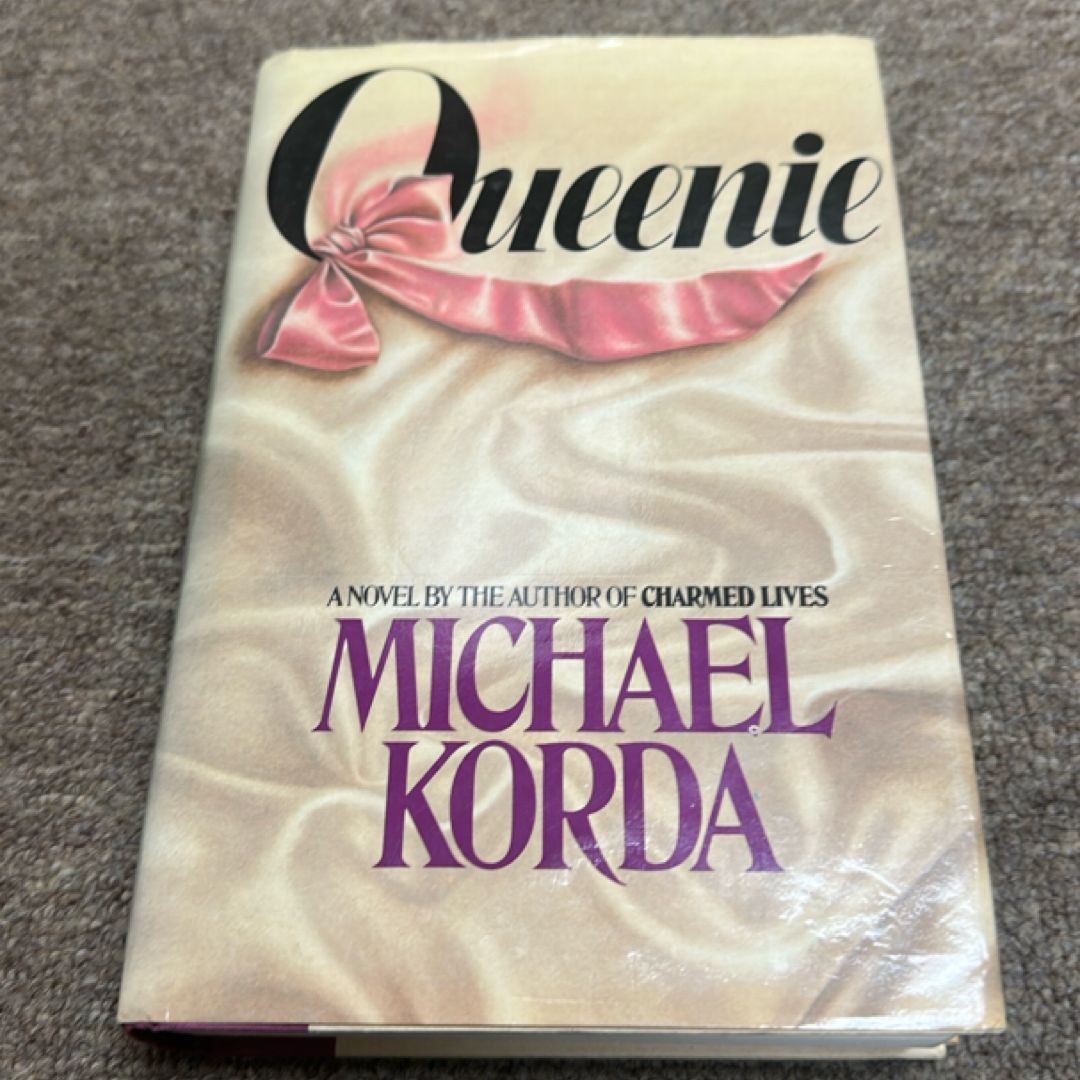 Queenie
A NOVEL BY THE AUTHOR OF CHARMED LIVES
MICHAEL
KORDA